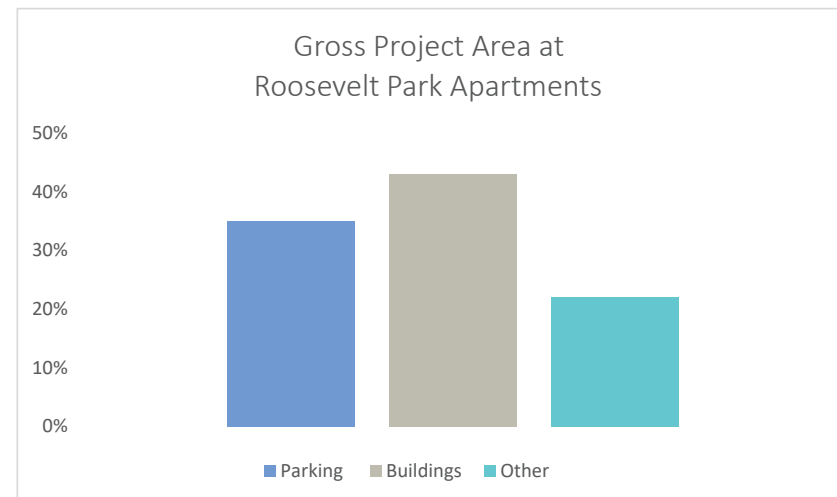 Gross Project Area at
Roosevelt Park Apartments
50%
40%
30%
20%
10%
0%
Parking Buildings Other